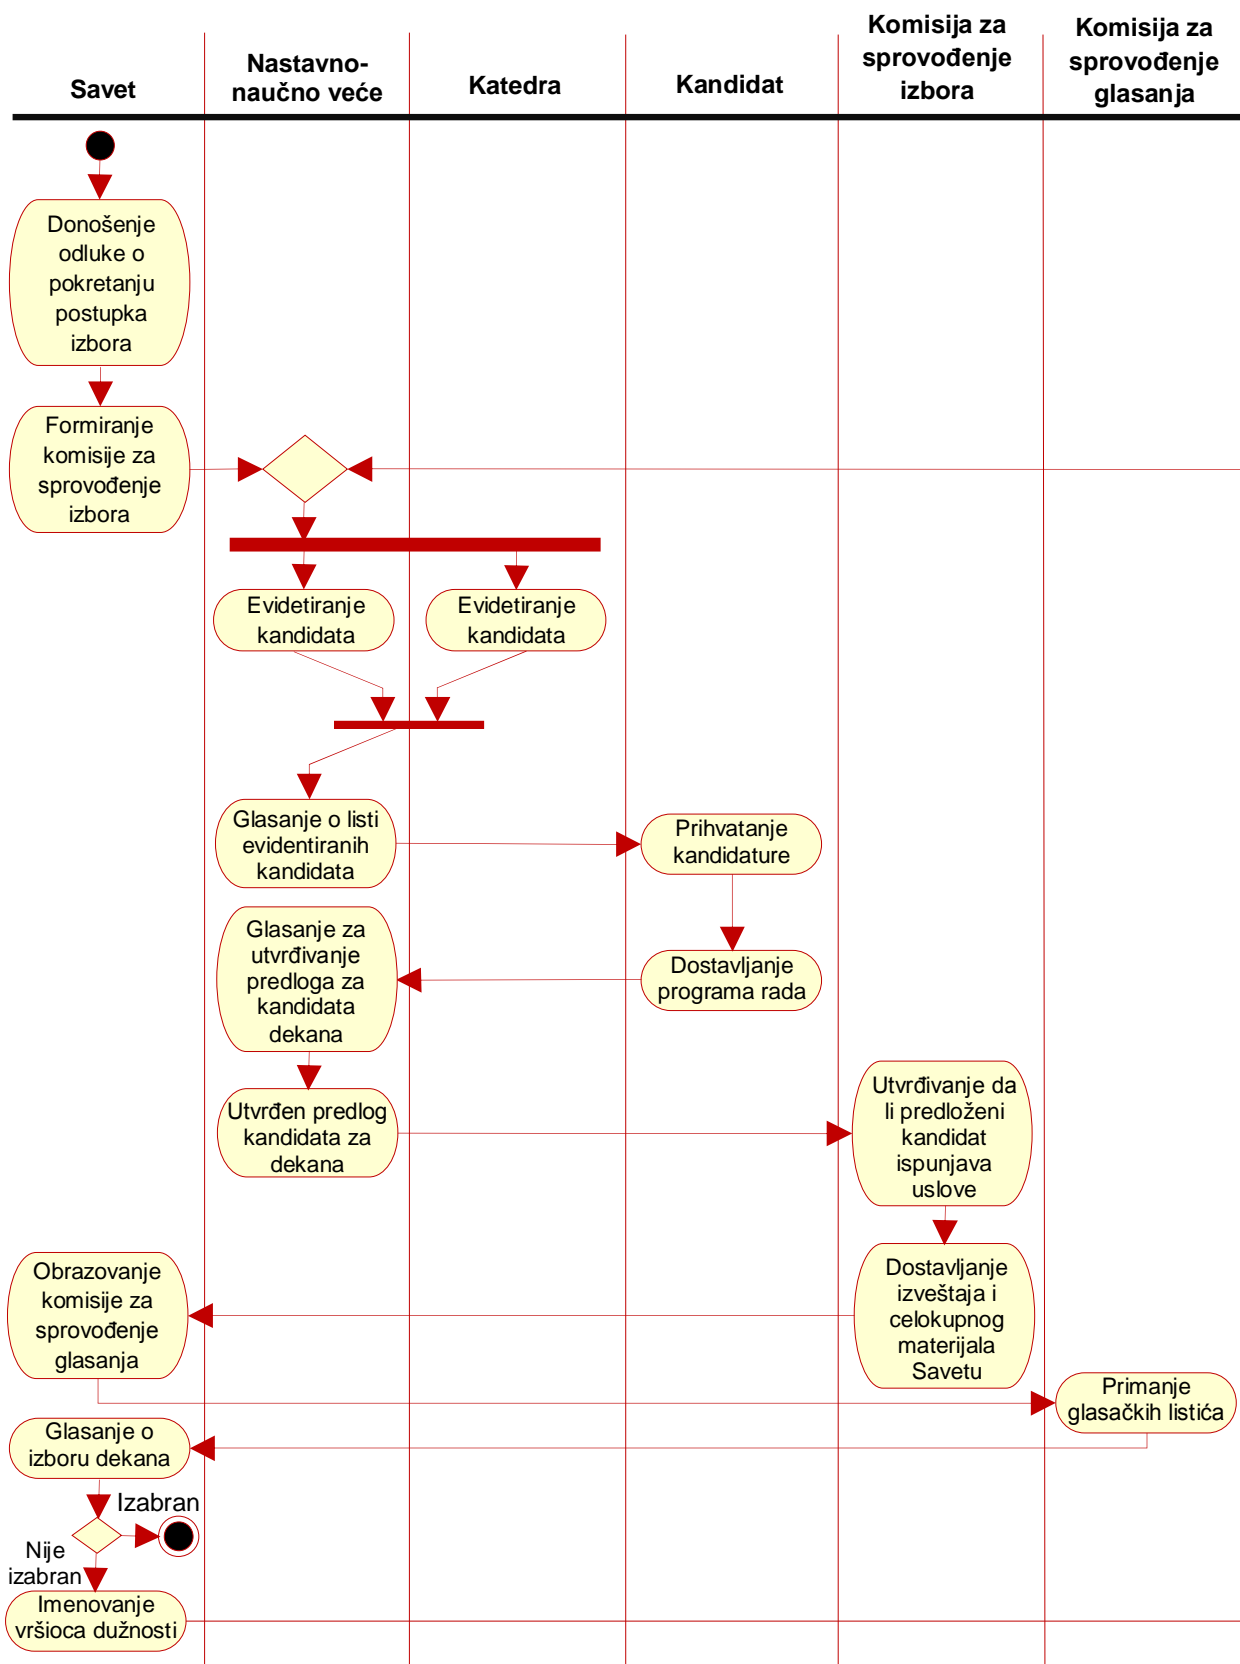 Savet
Nastavno-
naučno veće
Katedra
Kandidat
Komisija za
sprovođenje
izbora
Komisija za
sprovođenje
glasanja
Donošenje
odluke o
pokretanju
postupka
izbora
Formiranje
komisije za
sprovođenje
izbora
Evidetiranje
kandidata
Evidetiranje
kandidata
Glasanje o listi
evidentiranih
kandidata
Prihvatanje
kandidature
Glasanje za
utvrđivanje
predloga za
kandidata
dekana
Dostavljanje
programa rada
Utvrđen predlog
kandidata za
dekana
Utvrđivanje da
li predloženi
kandidat
ispunjava
uslove
Obrazovanje
komisije za
sprovođenje
glasanja
Dostavljanje
izveštaja i
celokupnog
materijala
Savetu
Primanje
glasačkih listića
Glasanje o
izboru dekana
Izabran
Nije
izabran
Imenovanje
vršioca dužnosti